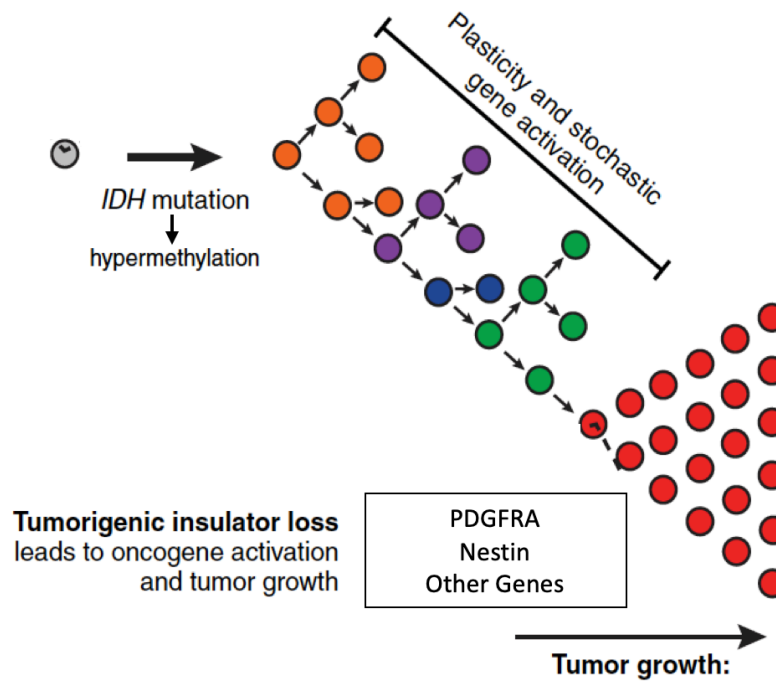 Plasticity and stochastic
gene activation
IDH mutation
hypermethylation
Tumorigenic insulator loss
leads to oncogene activation
and tumor growth
PDGFRA
Nestin
Other Genes
Tumor growth: